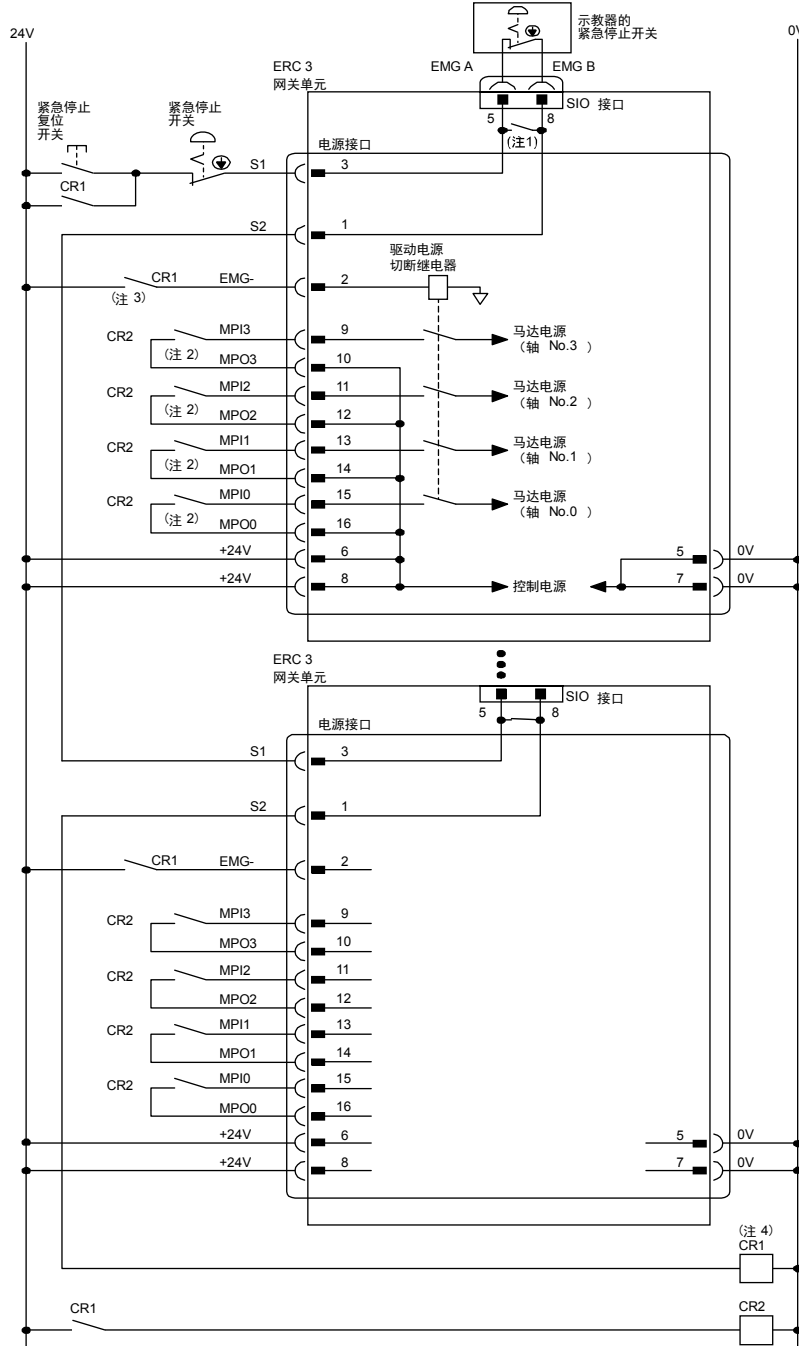 24V
0V
示教器的
紧急停止开关
EMG A
EMG B
ERC 3
网关单元
SIO 接口
5
8
(注1)
紧急停止
复位
开关
紧急停止
开关
电源接口
S1
3
CR1
S2
1
驱动电源
切断继电器
CR1
(注 3)
EMG-
2
CR2
MPI3
9
马达电源
（轴 No.3 ）
(注 2)
MPO3
10
CR2
MPI2
11
马达电源
（轴 No.2 ）
(注 2)
MPO2
12
CR2
MPI1
13
马达电源
（轴 No.1 ）
(注 2)
MPO1
14
CR2
MPI0
15
马达电源
（轴 No.0 ）
(注 2)
MPO0
16
+24V
6
5
0V
+24V
8
控制电源
7
0V
ERC 3
网关单元
SIO 接口
5
8
电源接口
S1
3
S2
1
CR1
EMG-
2
CR2
MPI3
9
MPO3
10
CR2
MPI2
11
MPO2
12
CR2
MPI1
13
MPO1
14
CR2
MPI0
15
MPO0
16
+24V
6
5
0V
+24V
8
7
0V
(注 4)
CR1
CR1
CR2